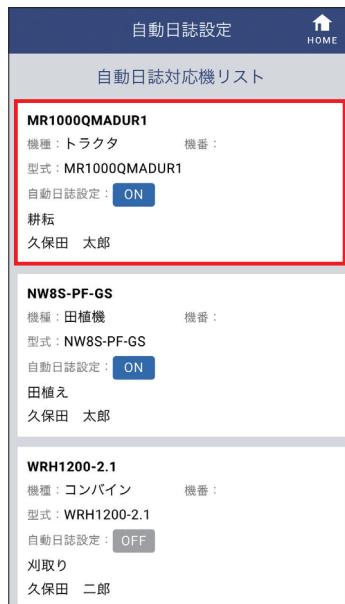 自動日誌設定
HOME
自動日誌対応機リスト
MR1000QMADUR1
機種：トラクタ 機番：
型式：MR1000QMADUR1
自動日誌設定： ON
耕耘
久保田　太郎
NW8S-PF-GS
機種：田植機 機番：
型式：NW8S-PF-GS
自動日誌設定： ON
田植え
久保田　太郎
WRH1200-2.1
機種：コンバイン 機番：
型式：WRH1200-2.1
自動日誌設定： OFF
刈取り
久保田　二郎